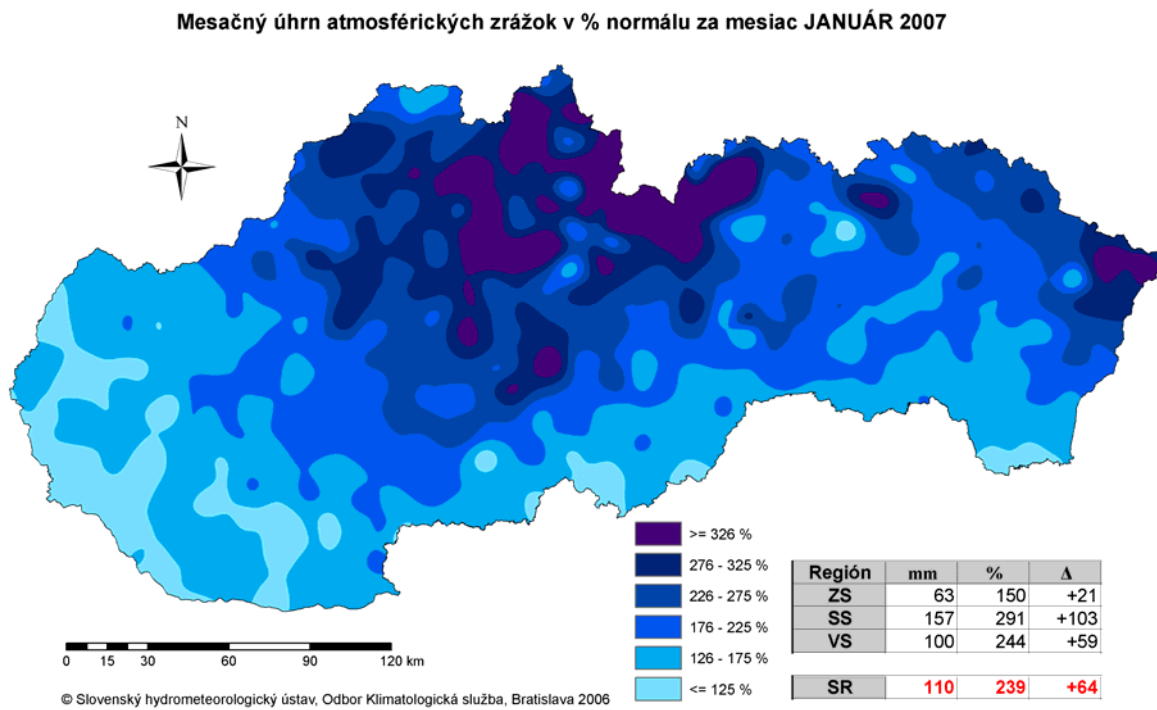 Mesačný úhrn atmosférických zrážok v % normálu za mesiac JANUÁR 2007
N
>= 326 %
276 - 325 %
226 - 275 %
176 - 225 %
126 - 175 %
<= 125 %
Región mm % Δ
ZS 63 150 +21
SS 157 291 +103
VS 100 244 +59
SR 110 239 +64
0 15 30 60 90 120 km
© Slovenský hydrometeorologický ústav, Odbor Klimatologická služba, Bratislava 2006